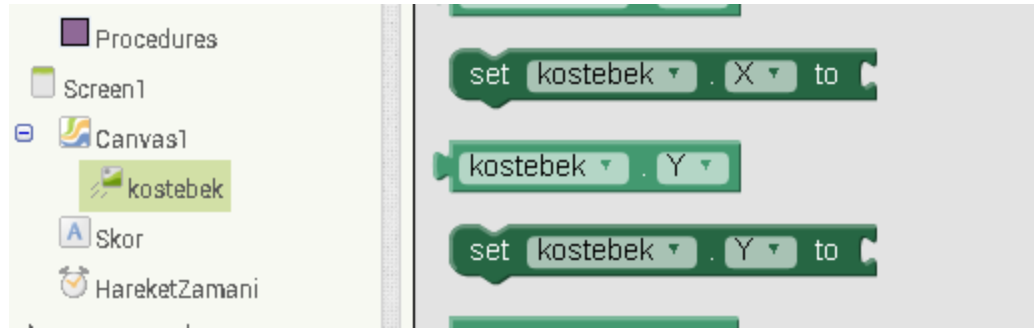 Procedures
Screen1
Canvas1
kostebek
A Skor
HareketZamani
set kostebek . X to
kostebek . Y
set kostebek . Y to